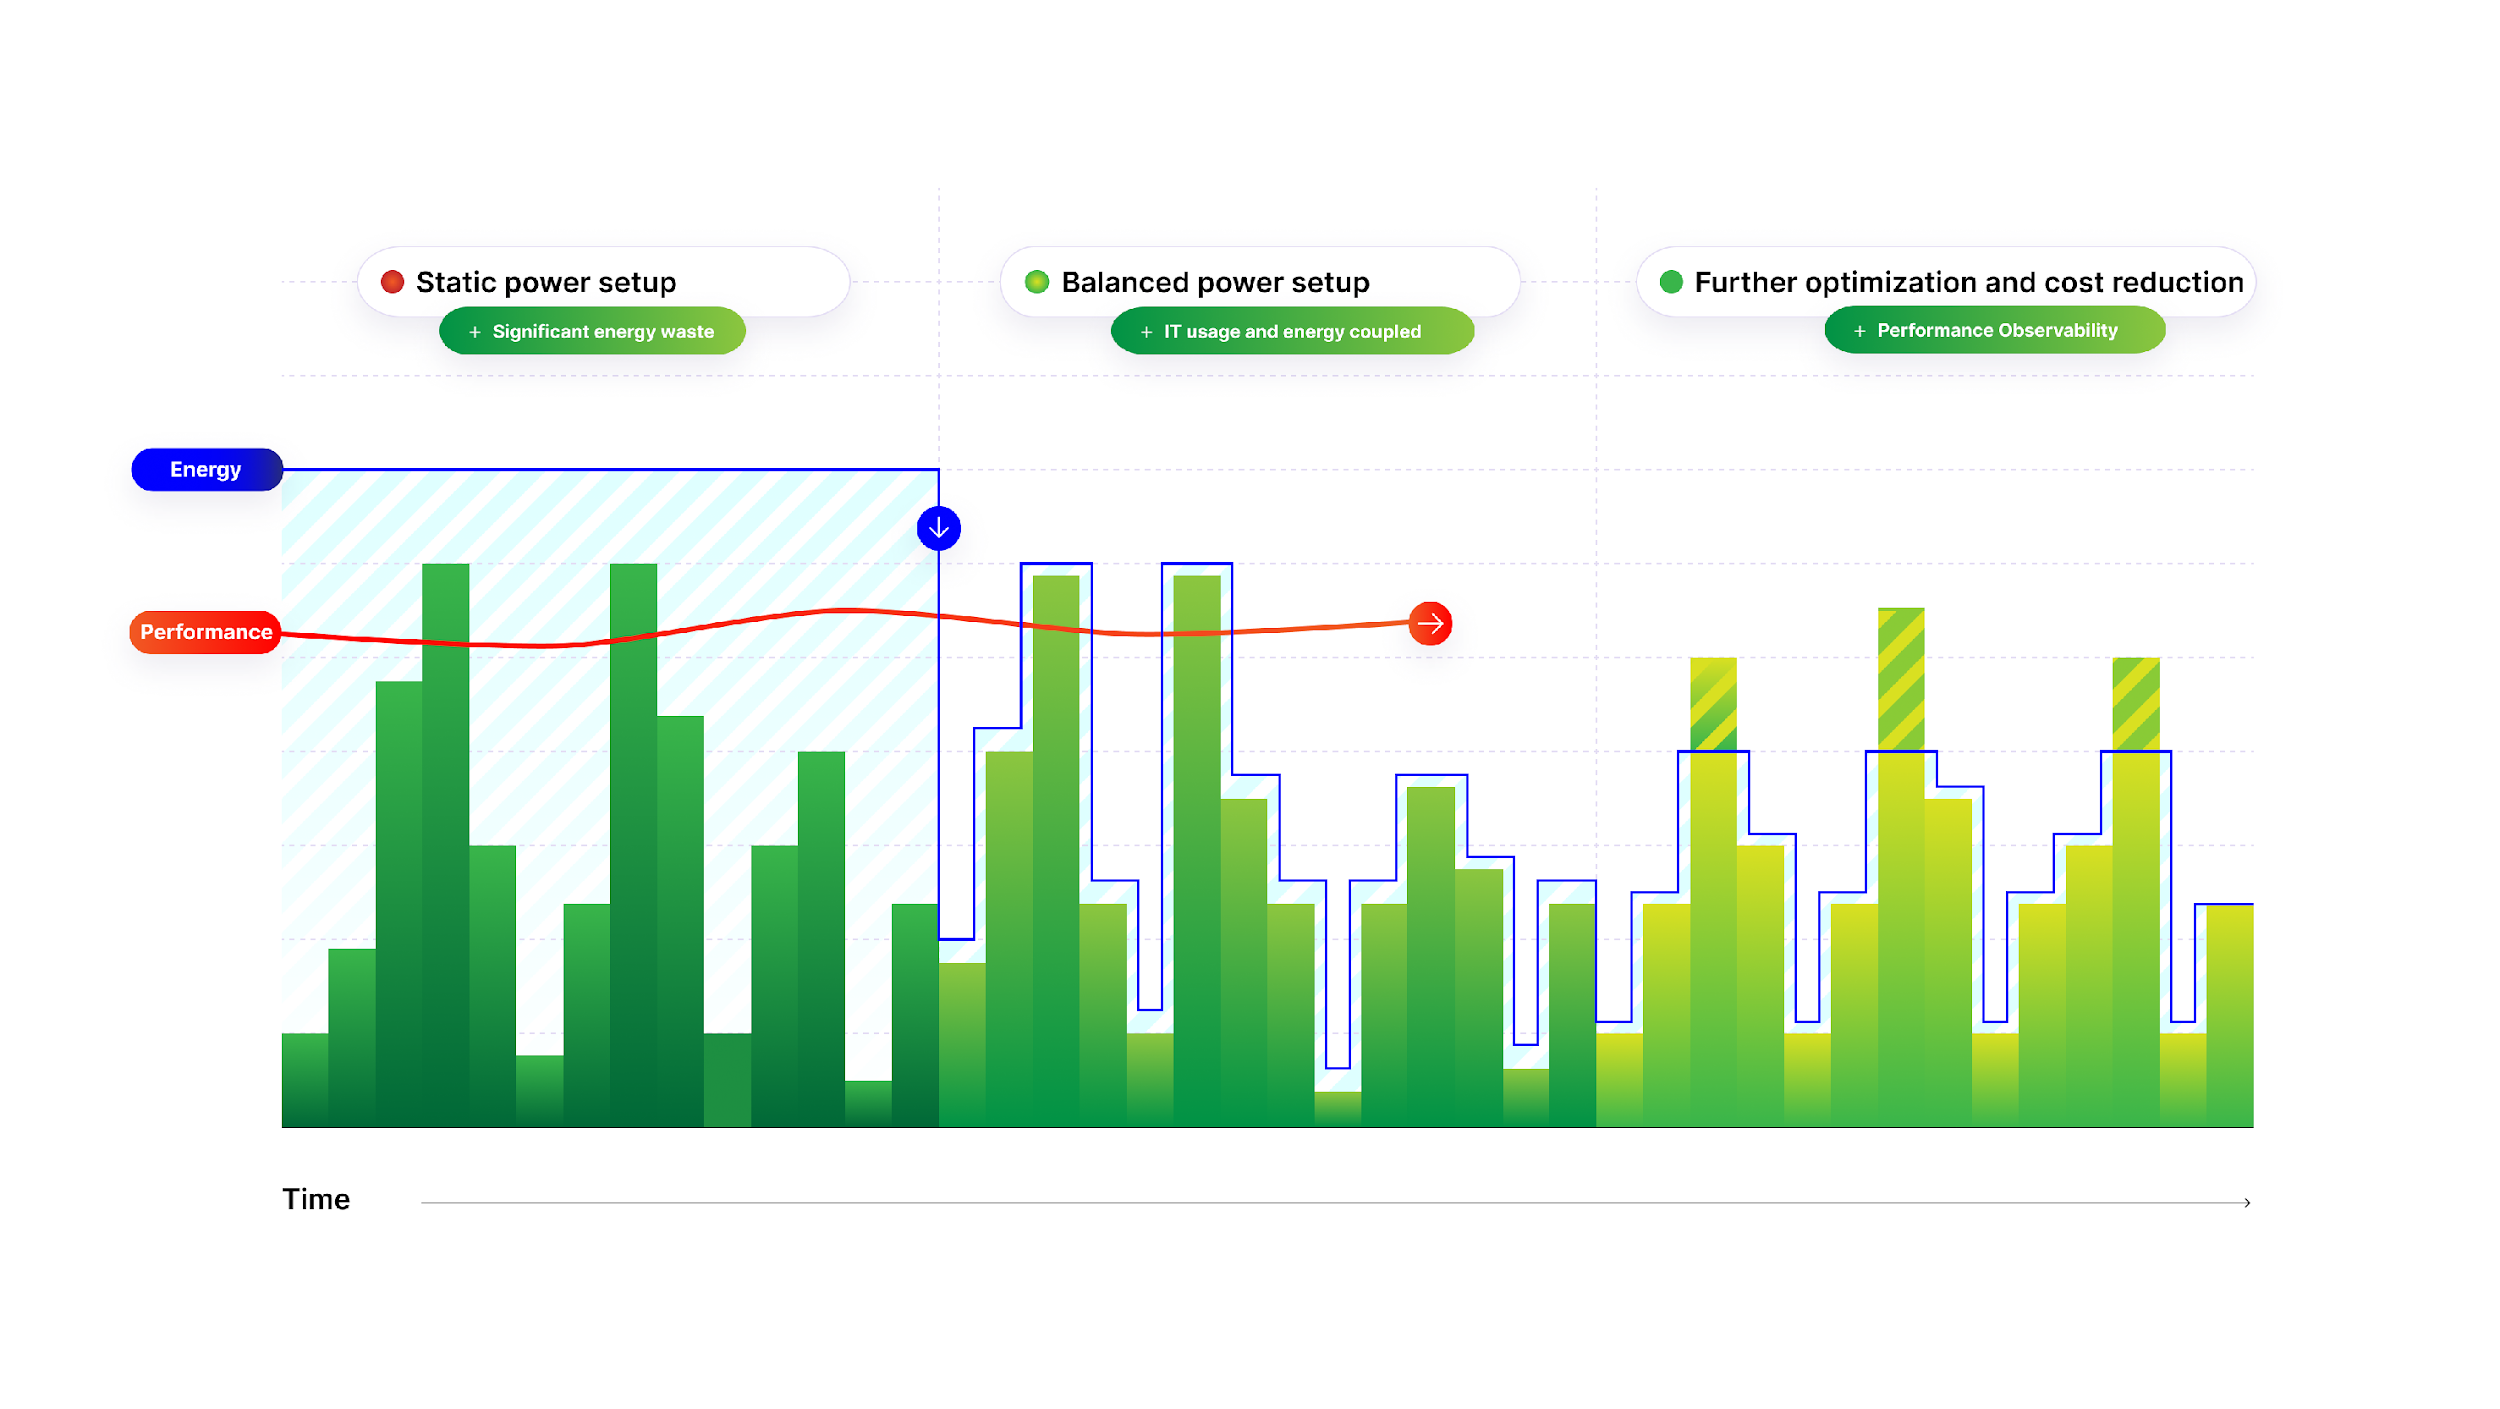 Static power setup
+ Significant energy waste
Balanced power setup
+ IT usage and energy coupled
Further optimization and cost reduction
+ Performance Observability
Energy
Performance
Time